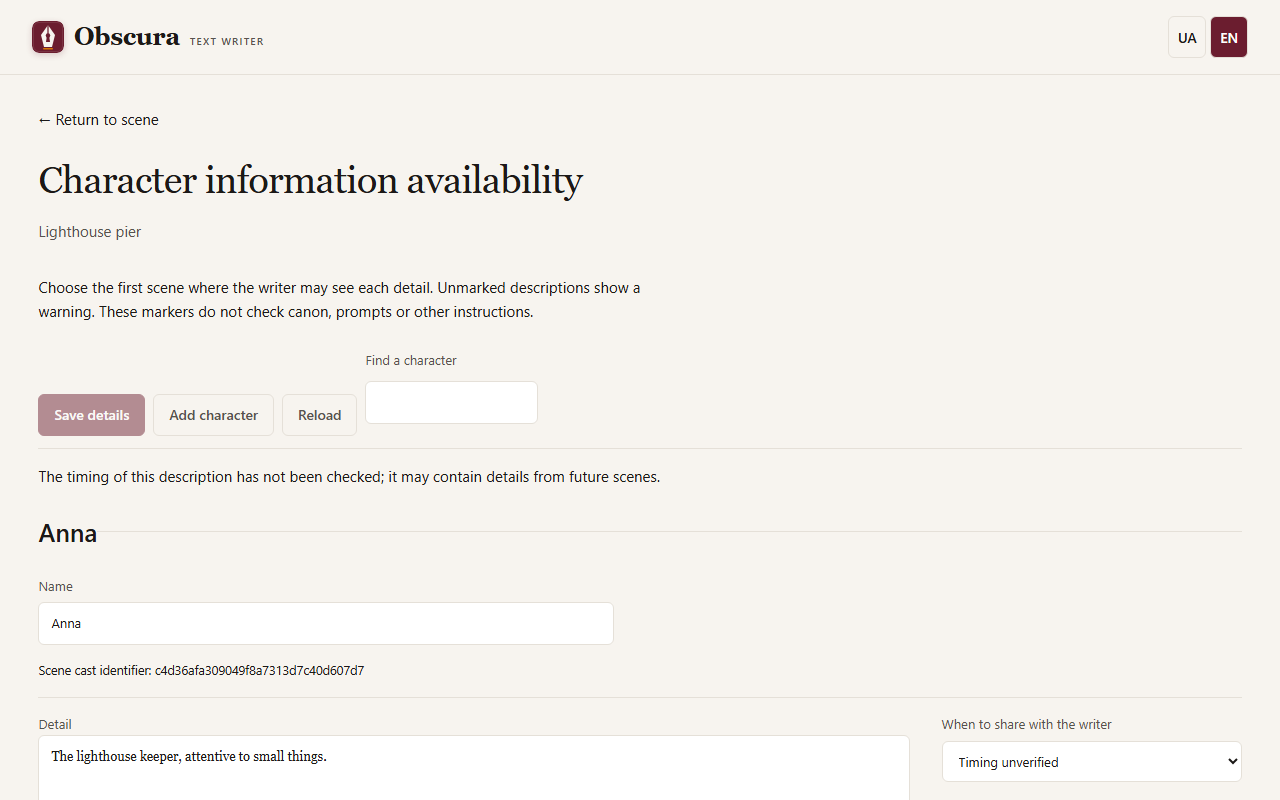 Obscura TEXT WRITER
UA EN
← Return to scene
Character information availability
Lighthouse pier
Choose the first scene where the writer may see each detail. Unmarked descriptions show a
warning. These markers do not check canon, prompts or other instructions.
Find a character
Save details Add character Reload
The timing of this description has not been checked; it may contain details from future scenes.
Anna
Name
Anna
Scene cast identifier: c4d36afa309049f8a7313d7c40d607d7
Detail
When to share with the writer
The lighthouse keeper, attentive to small things.
Timing unverified